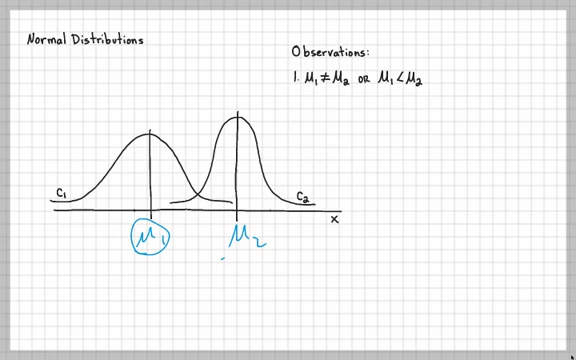 Normal Distributions
Observations:
1. μ₁ ≠ μ₂ OR μ₁ < μ₂
C₁
C₂
x
μ₁
μ₂